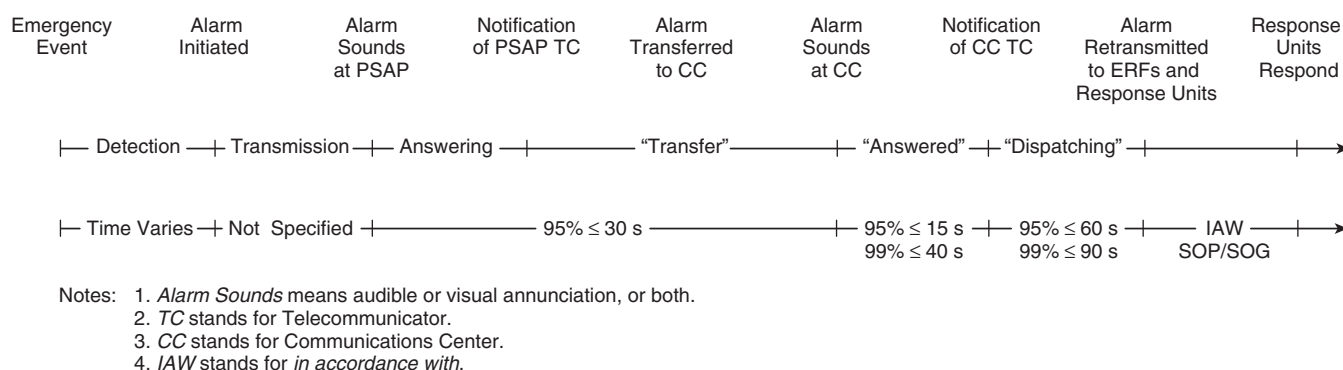 Emergency Event
Alarm Initiated
Alarm Sounds at PSAP
Notification of PSAP TC
Alarm Transferred to CC
Alarm Sounds at CC
Notification of CC TC
Alarm Retransmitted to ERFs and Response Units
Response Units Respond
Detection Transmission Answering “Transfer” “Answered” “Dispatching”
Time Varies Not Specified 95% ≤ 30 s 95% ≤ 15 s 95% ≤ 60 s IAW
99% ≤ 40 s 99% ≤ 90 s SOP/SOG
Notes: 1. Alarm Sounds means audible or visual annunciation, or both.
2. TC stands for Telecommunicator.
3. CC stands for Communications Center.
4. IAW stands for in accordance with.